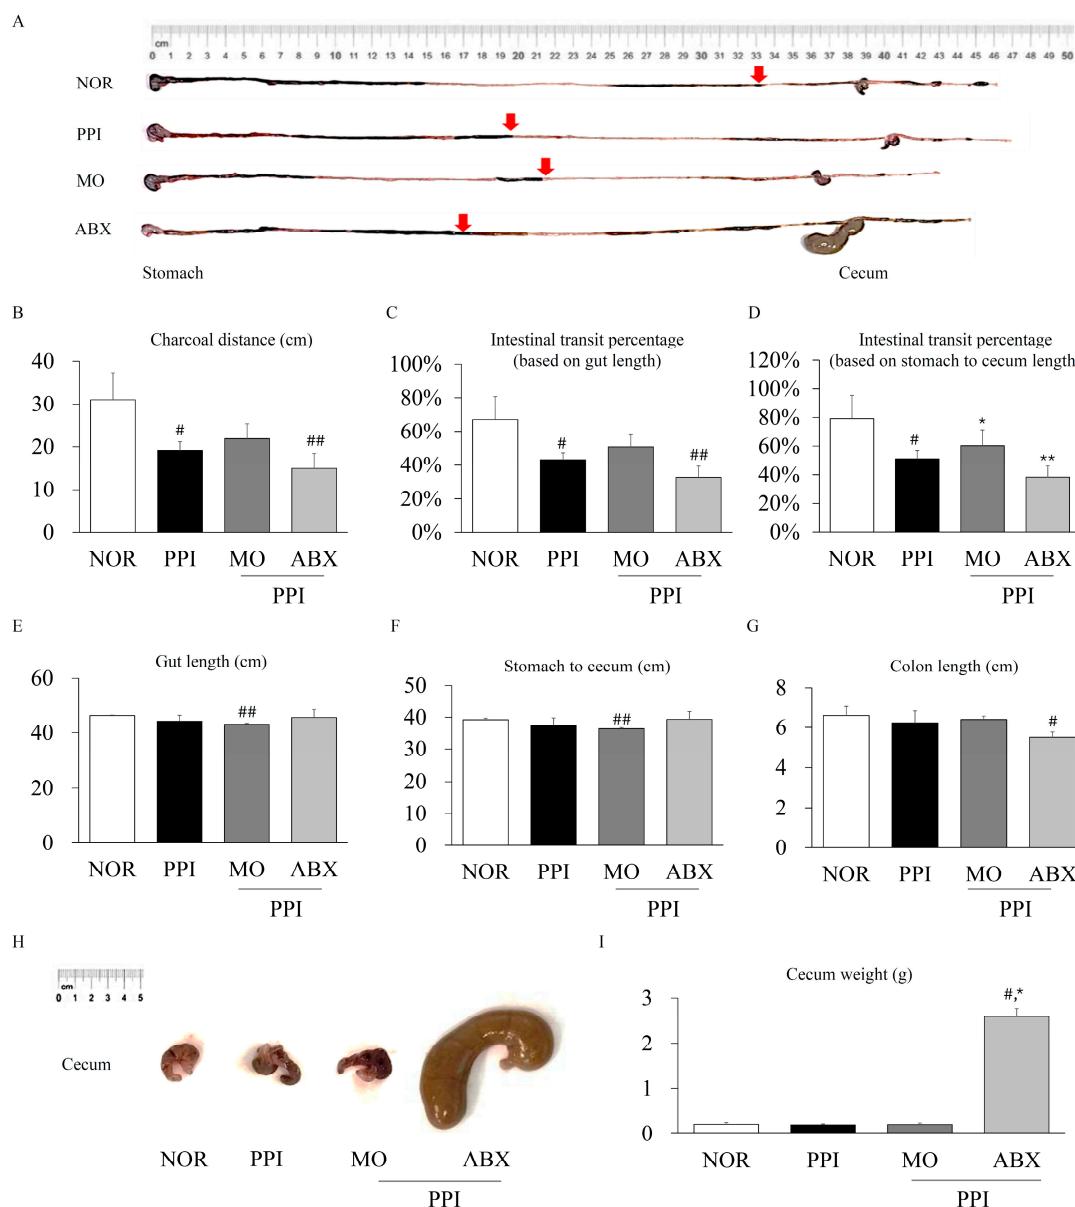 A
0 1 2 3 4 5 6 7 8 9 10 11 12 13 14 15 16 17 18 19 20 21 22 23 24 25 26 27 28 29 30 31 32 33 34 35 36 37 38 39 40 41 42 43 44 45 46 47 48 49 50
cm
NOR
PPI
MO
ABX
Stomach Cecum
B
Charcoal distance (cm)
40
30
20
10
0
#
##
NOR PPI MO ABX
PPI
C
Intestinal transit percentage
(based on gut length)
100%
80%
60%
40%
20%
0%
#
##
NOR PPI MO ABX
PPI
D
Intestinal transit percentage
(based on stomach to cecum length
120%
100%
80%
60%
40%
20%
0%
#
*
**
NOR PPI MO ABX
PPI
E
Gut length (cm)
60
40
20
0
##
NOR PPI MO ABX
PPI
F
Stomach to cecum (cm)
50
40
30
20
10
0
##
NOR PPI MO ABX
PPI
G
Colon length (cm)
8
6
4
2
0
#
NOR PPI MO ABX
PPI
H
cm
0 1 2 3 4 5
Cecum
NOR PPI MO ABX
PPI
I
Cecum weight (g)
3
2
1
0
#,*
NOR PPI MO ABX
PPI